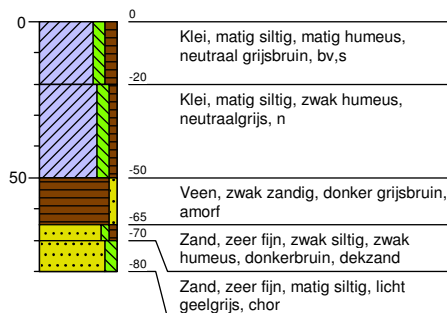 0
0
Klei, matig siltig, matig humeus,
neutraal grijsbruin, bv,s
-20
Klei, matig siltig, zwak humeus,
neutraalgrijs, n
50
-50
Veen, zwak zandig, donker grijsbruin,
amorf
-65
Zand, zeer fijn, zwak siltig, zwak
humeus, donkerbruin, dekzand
-70
-80
Zand, zeer fijn, matig siltig, licht
geelgrijs, chor